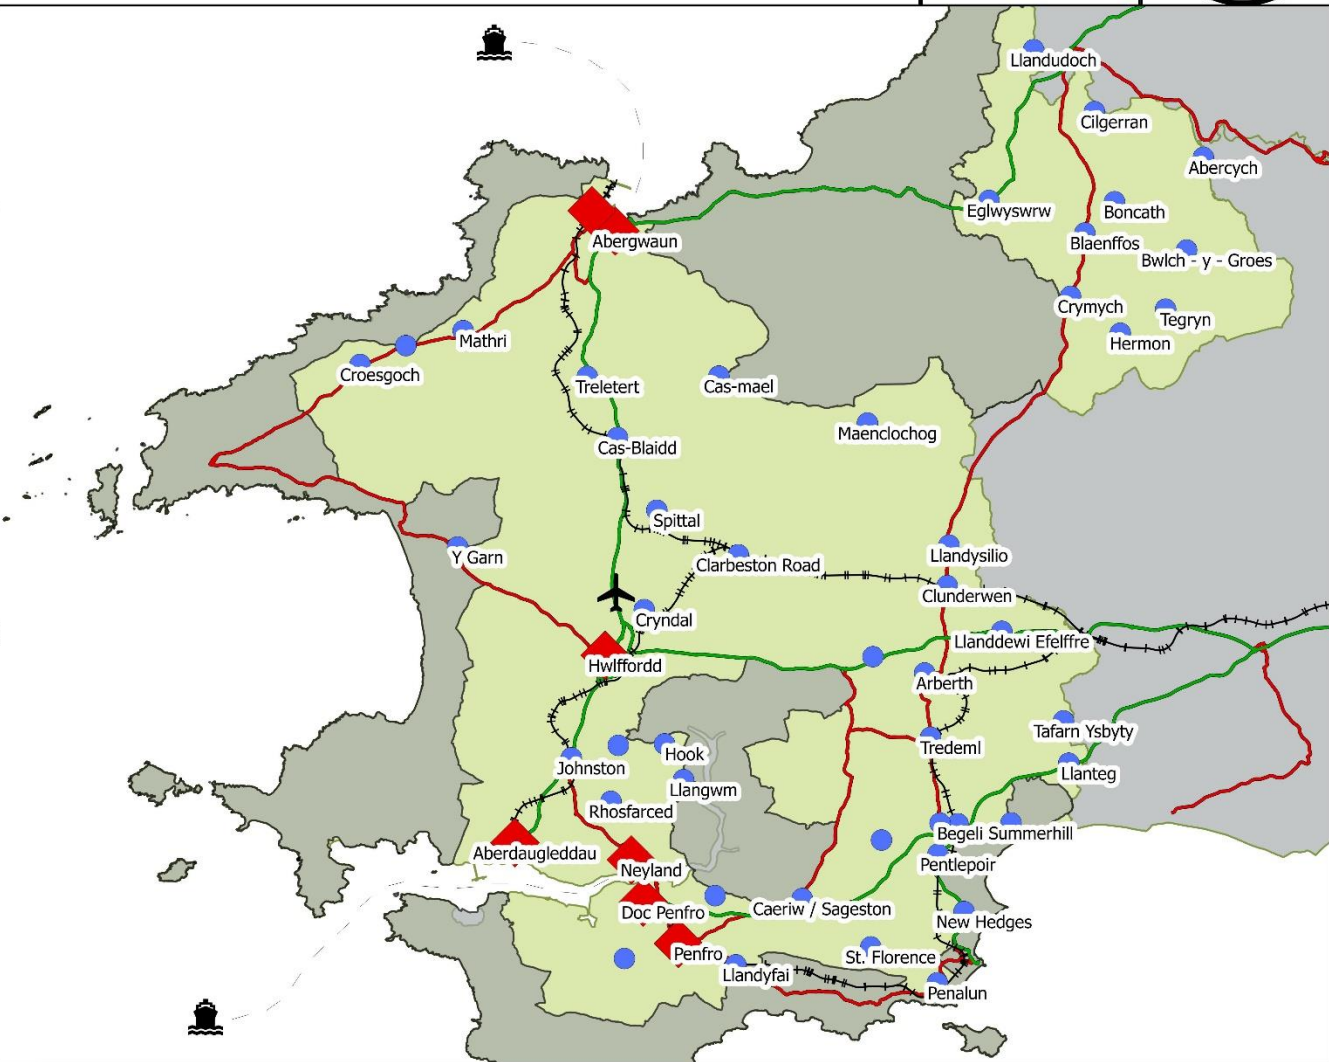 Llandudoch
Cilgerran
Abercych
Eglwyswrw
Boncath
Abergwaun
Blaenffos
Bwlch - y - Groes
Crymych
Tegryn
Mathri
Hermon
Croesgoch
Treletert
Cas-mael
Maenclochog
Cas-Blaidd
Spittal
Y Garn
Llandysilio
Clarbeston Road
Clunderwen
Cryndal
Llanddewi Efelffre
Hwlffordd
Arberth
Tafarn Ysbyty
Tredeml
Hook
Johnston
Llanteg
Llangwm
Rhosfarced
Begeli Summerhill
Aberdaugleddau
Pentlepoir
Neyland
Doc Penfro
Caeriw / Sageston
New Hedges
Penfro
St. Florence
Llandyfai
Penalun